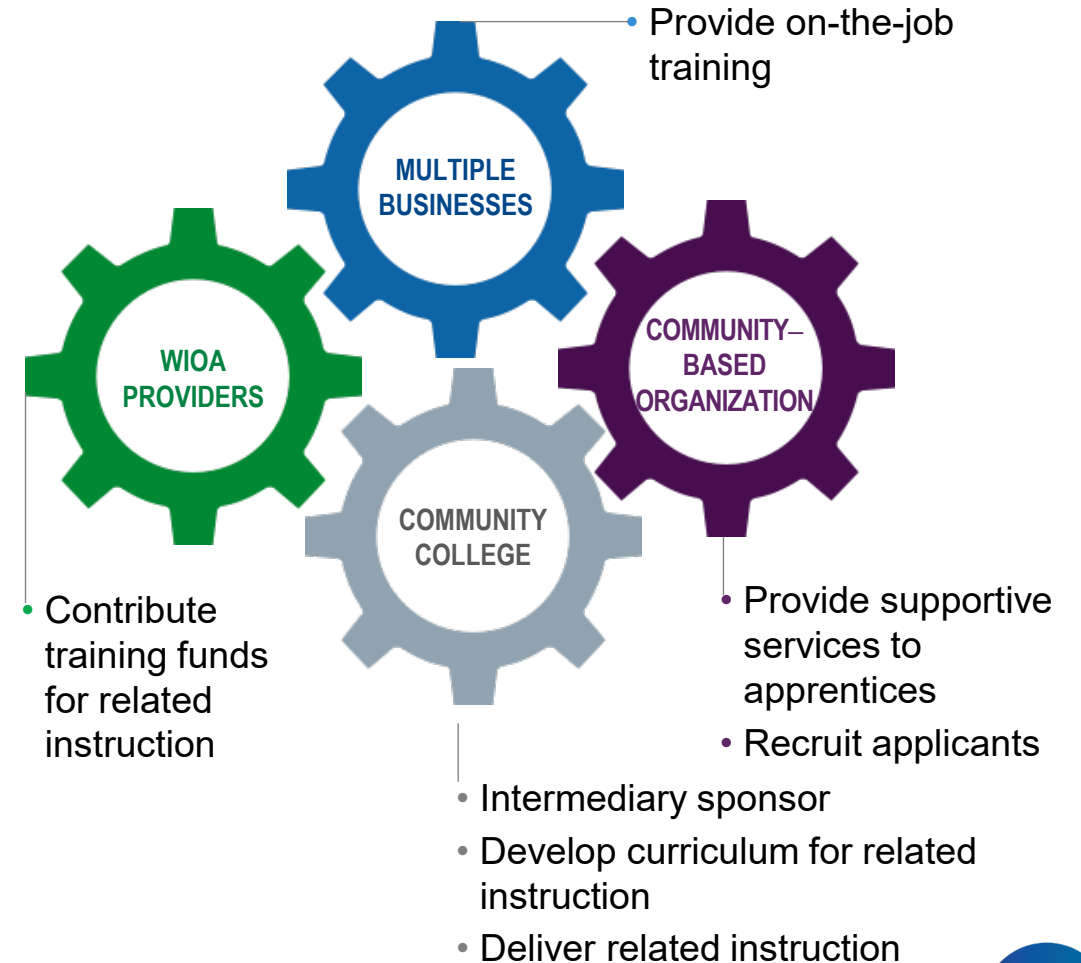 • Provide on-the-job
training
MULTIPLE
BUSINESSES
WIOA
PROVIDERS
COMMUNITY–
BASED
ORGANIZATION
COMMUNITY
COLLEGE
• Contribute
training funds
for related
instruction
• Provide supportive
services to
apprentices
• Recruit applicants
• Intermediary sponsor
• Develop curriculum for related
instruction
• Deliver related instruction